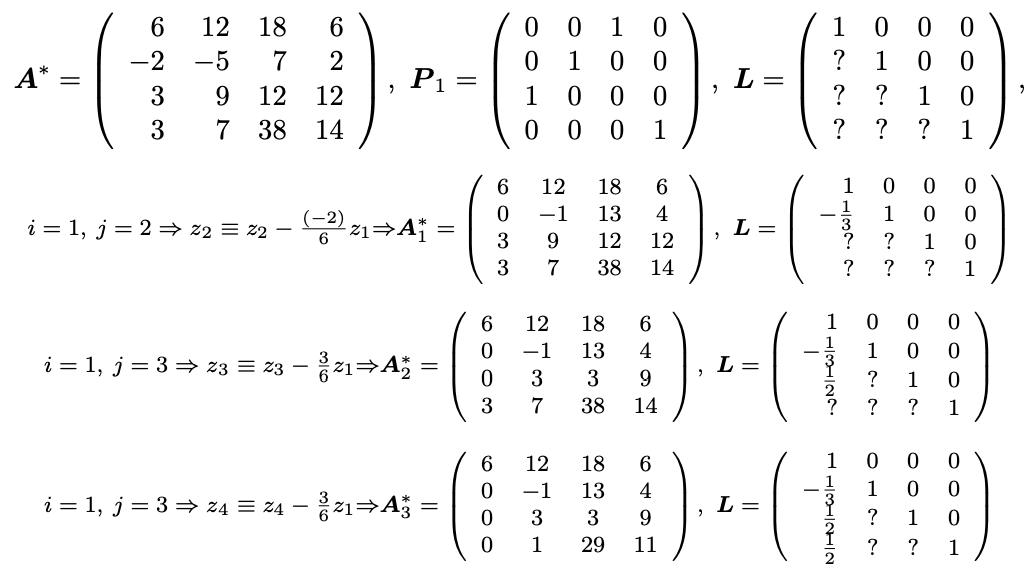 A* = ( 6 12 18 6 ; −2 −5 7 2 ; 3 9 12 12 ; 3 7 38 14 ), P₁ = ( 0 0 1 0 ; 0 1 0 0 ; 1 0 0 0 ; 0 0 0 1 ), L = ( 1 0 0 0 ; ? 1 0 0 ; ? ? 1 0 ; ? ? ? 1 ),
i = 1, j = 2 ⇒ z₂ ≡ z₂ − (−2)/6 z₁ ⇒ A₁* = ( 6 12 18 6 ; 0 −1 13 4 ; 3 9 12 12 ; 3 7 38 14 ), L = ( 1 0 0 0 ; −1/3 1 0 0 ; ? ? 1 0 ; ? ? ? 1 )
i = 1, j = 3 ⇒ z₃ ≡ z₃ − 3/6 z₁ ⇒ A₂* = ( 6 12 18 6 ; 0 −1 13 4 ; 0 3 3 9 ; 3 7 38 14 ), L = ( 1 0 0 0 ; −1/3 1 0 0 ; 1/2 ? 1 0 ; ? ? ? 1 )
i = 1, j = 3 ⇒ z₄ ≡ z₄ − 3/6 z₁ ⇒ A₃* = ( 6 12 18 6 ; 0 −1 13 4 ; 0 3 3 9 ; 0 1 29 11 ), L = ( 1 0 0 0 ; −1/3 1 0 0 ; 1/2 ? 1 0 ; 1/2 ? ? 1 )